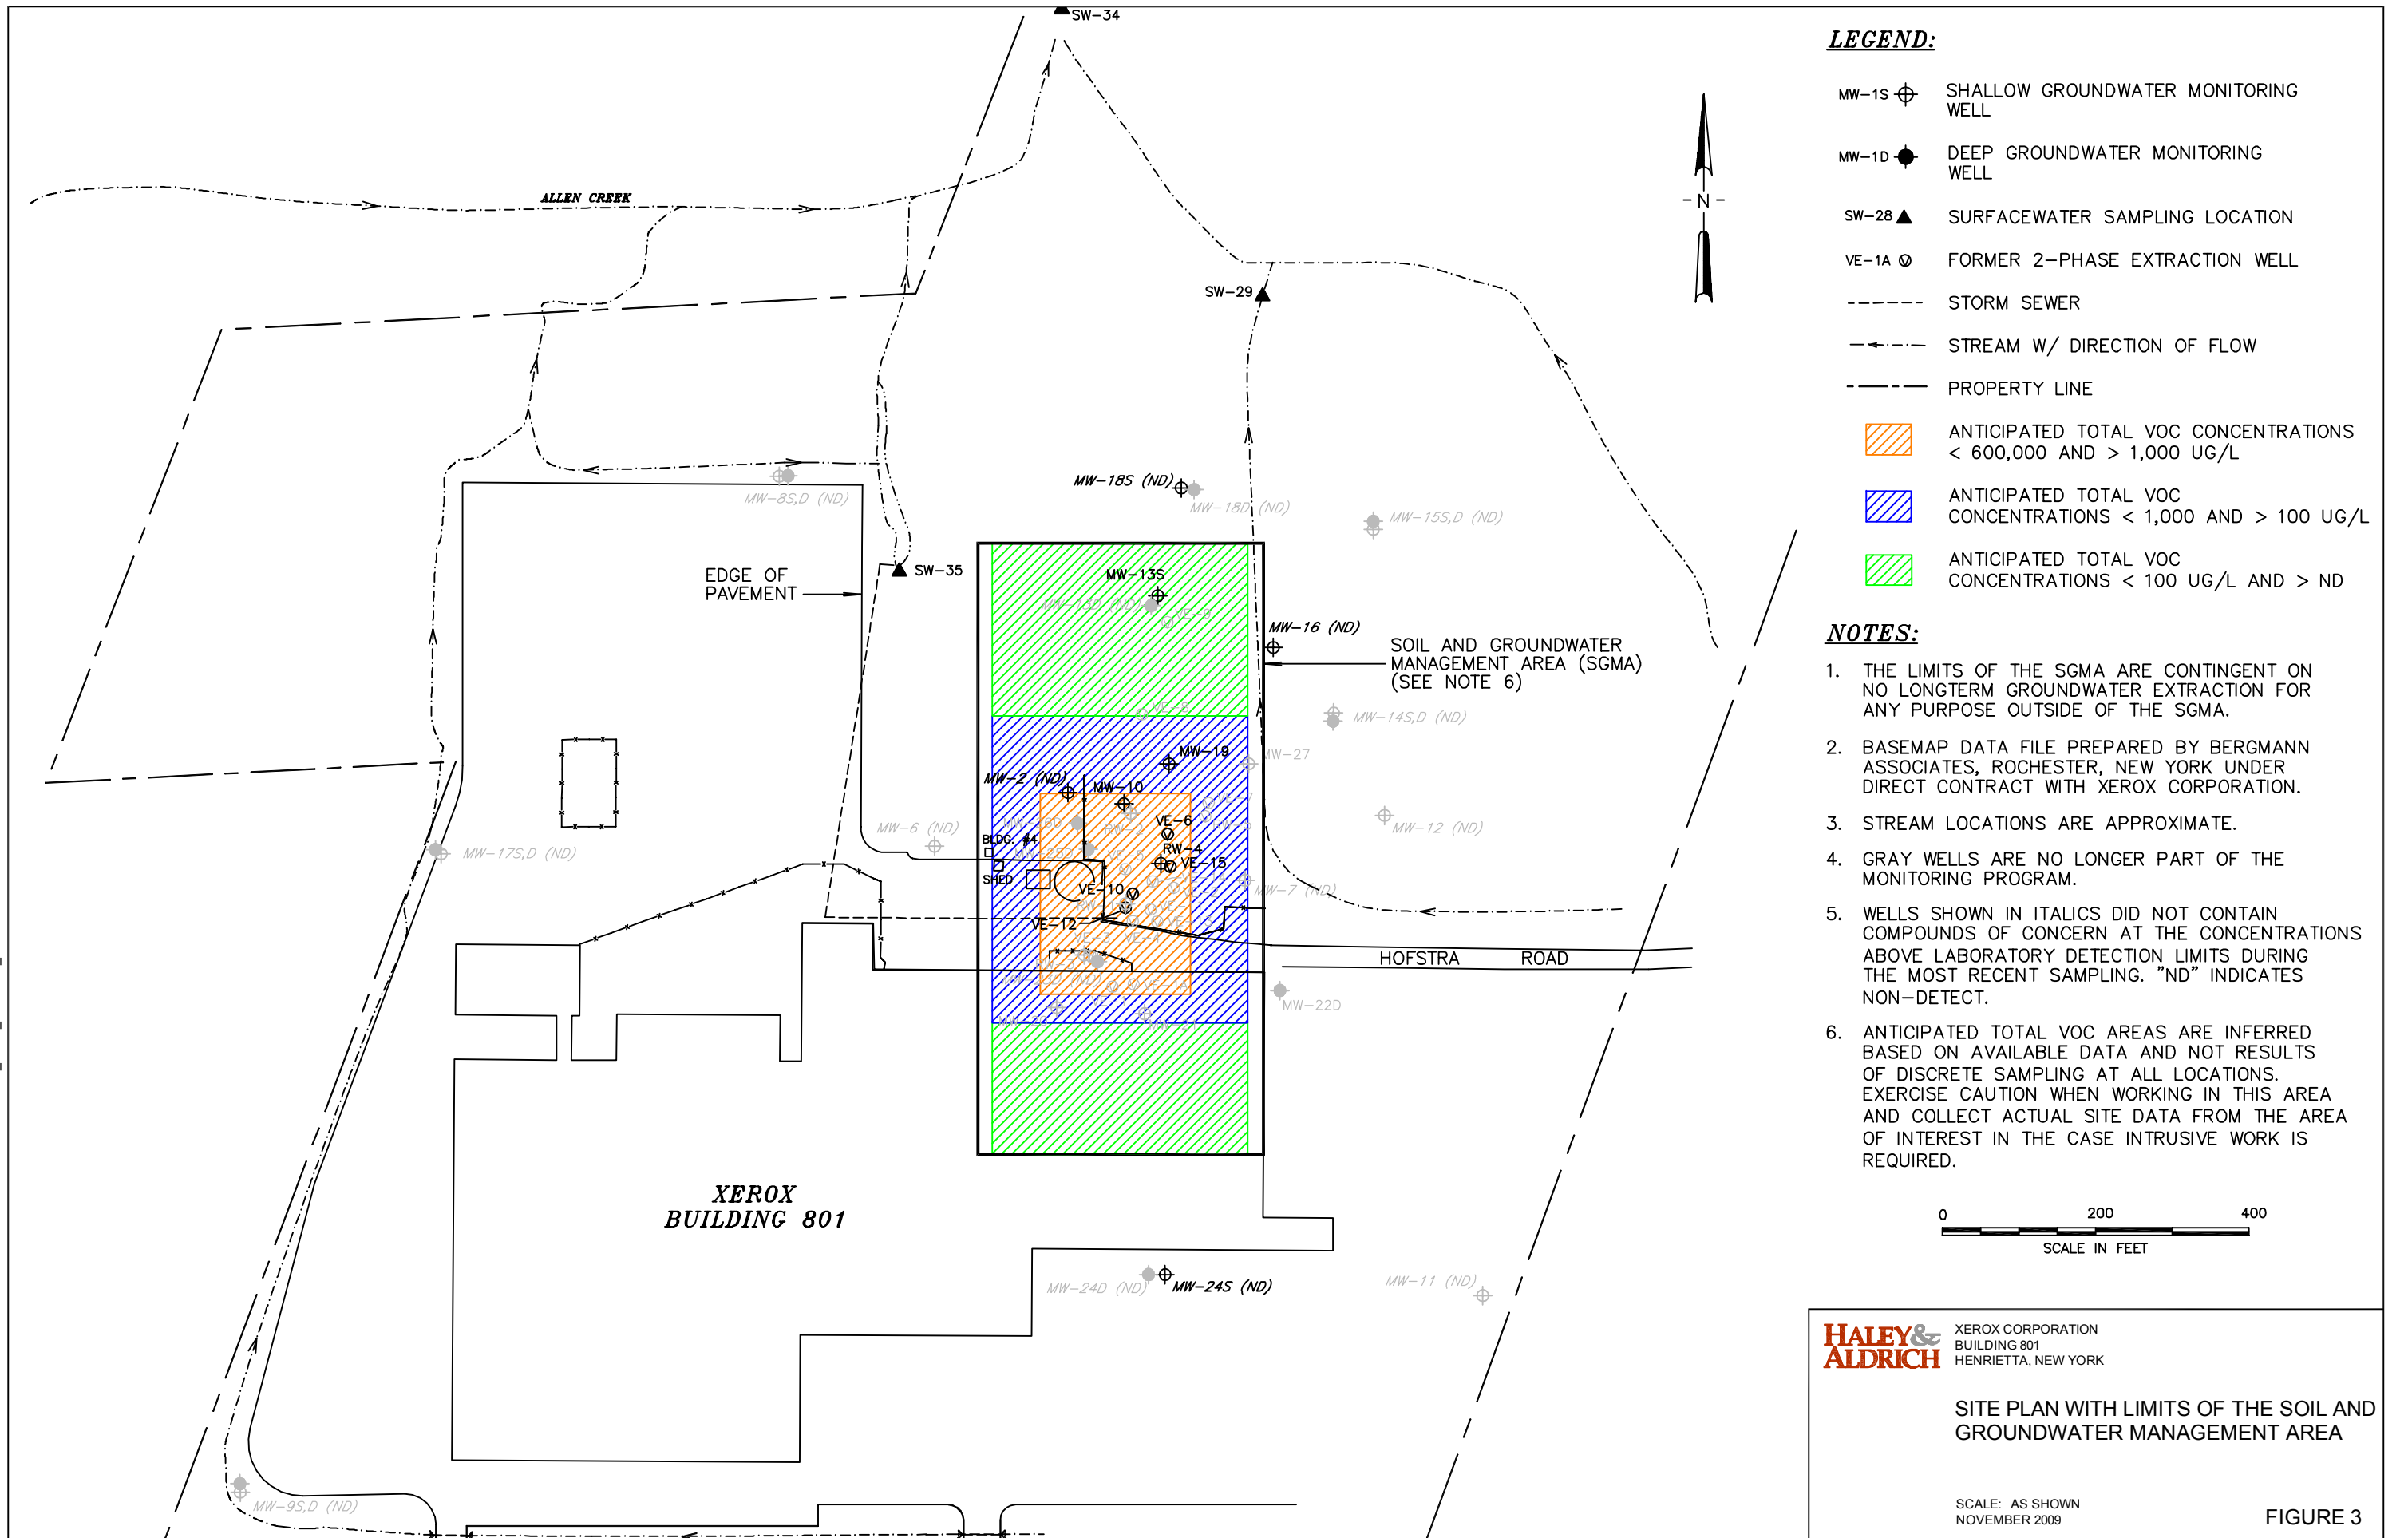 SW-34
ALLEN CREEK
SW-29
MW-8S,D (ND)
MW-18S (ND)
MW-18D (ND)
MW-15S,D (ND)
EDGE OF
PAVEMENT
SW-35
MW-13S
MW-13D (ND)
MW-16 (ND)
SOIL AND GROUNDWATER
MANAGEMENT AREA (SGMA)
(SEE NOTE 6)
MW-14S,D (ND)
MW-19
MW-27
MW-2 (ND)
MW-10
MW-6 (ND)
MW-12 (ND)
RW-2
VE-6
BLDG. #4
RW-4
VE-15
MW-17S,D (ND)
SHED
VE-10
MW-7 (ND)
VE-12
HOFSTRA ROAD
MW-22D
XEROX
BUILDING 801
MW-24D (ND)
MW-24S (ND)
MW-11 (ND)
MW-9S,D (ND)
- N -
LEGEND:
MW-1S
SHALLOW GROUNDWATER MONITORING
WELL
MW-1D
DEEP GROUNDWATER MONITORING
WELL
SW-28
SURFACEWATER SAMPLING LOCATION
VE-1A
FORMER 2-PHASE EXTRACTION WELL
STORM SEWER
STREAM W/ DIRECTION OF FLOW
PROPERTY LINE
ANTICIPATED TOTAL VOC CONCENTRATIONS
< 600,000 AND > 1,000 UG/L
ANTICIPATED TOTAL VOC
CONCENTRATIONS < 1,000 AND > 100 UG/L
ANTICIPATED TOTAL VOC
CONCENTRATIONS < 100 UG/L AND > ND
NOTES:
1. THE LIMITS OF THE SGMA ARE CONTINGENT ON
NO LONGTERM GROUNDWATER EXTRACTION FOR
ANY PURPOSE OUTSIDE OF THE SGMA.
2. BASEMAP DATA FILE PREPARED BY BERGMANN
ASSOCIATES, ROCHESTER, NEW YORK UNDER
DIRECT CONTRACT WITH XEROX CORPORATION.
3. STREAM LOCATIONS ARE APPROXIMATE.
4. GRAY WELLS ARE NO LONGER PART OF THE
MONITORING PROGRAM.
5. WELLS SHOWN IN ITALICS DID NOT CONTAIN
COMPOUNDS OF CONCERN AT THE CONCENTRATIONS
ABOVE LABORATORY DETECTION LIMITS DURING
THE MOST RECENT SAMPLING. "ND" INDICATES
NON-DETECT.
6. ANTICIPATED TOTAL VOC AREAS ARE INFERRED
BASED ON AVAILABLE DATA AND NOT RESULTS
OF DISCRETE SAMPLING AT ALL LOCATIONS.
EXERCISE CAUTION WHEN WORKING IN THIS AREA
AND COLLECT ACTUAL SITE DATA FROM THE AREA
OF INTEREST IN THE CASE INTRUSIVE WORK IS
REQUIRED.
0 200 400
SCALE IN FEET
HALEY&
ALDRICH
XEROX CORPORATION
BUILDING 801
HENRIETTA, NEW YORK
SITE PLAN WITH LIMITS OF THE SOIL AND
GROUNDWATER MANAGEMENT AREA
SCALE: AS SHOWN
NOVEMBER 2009
FIGURE 3